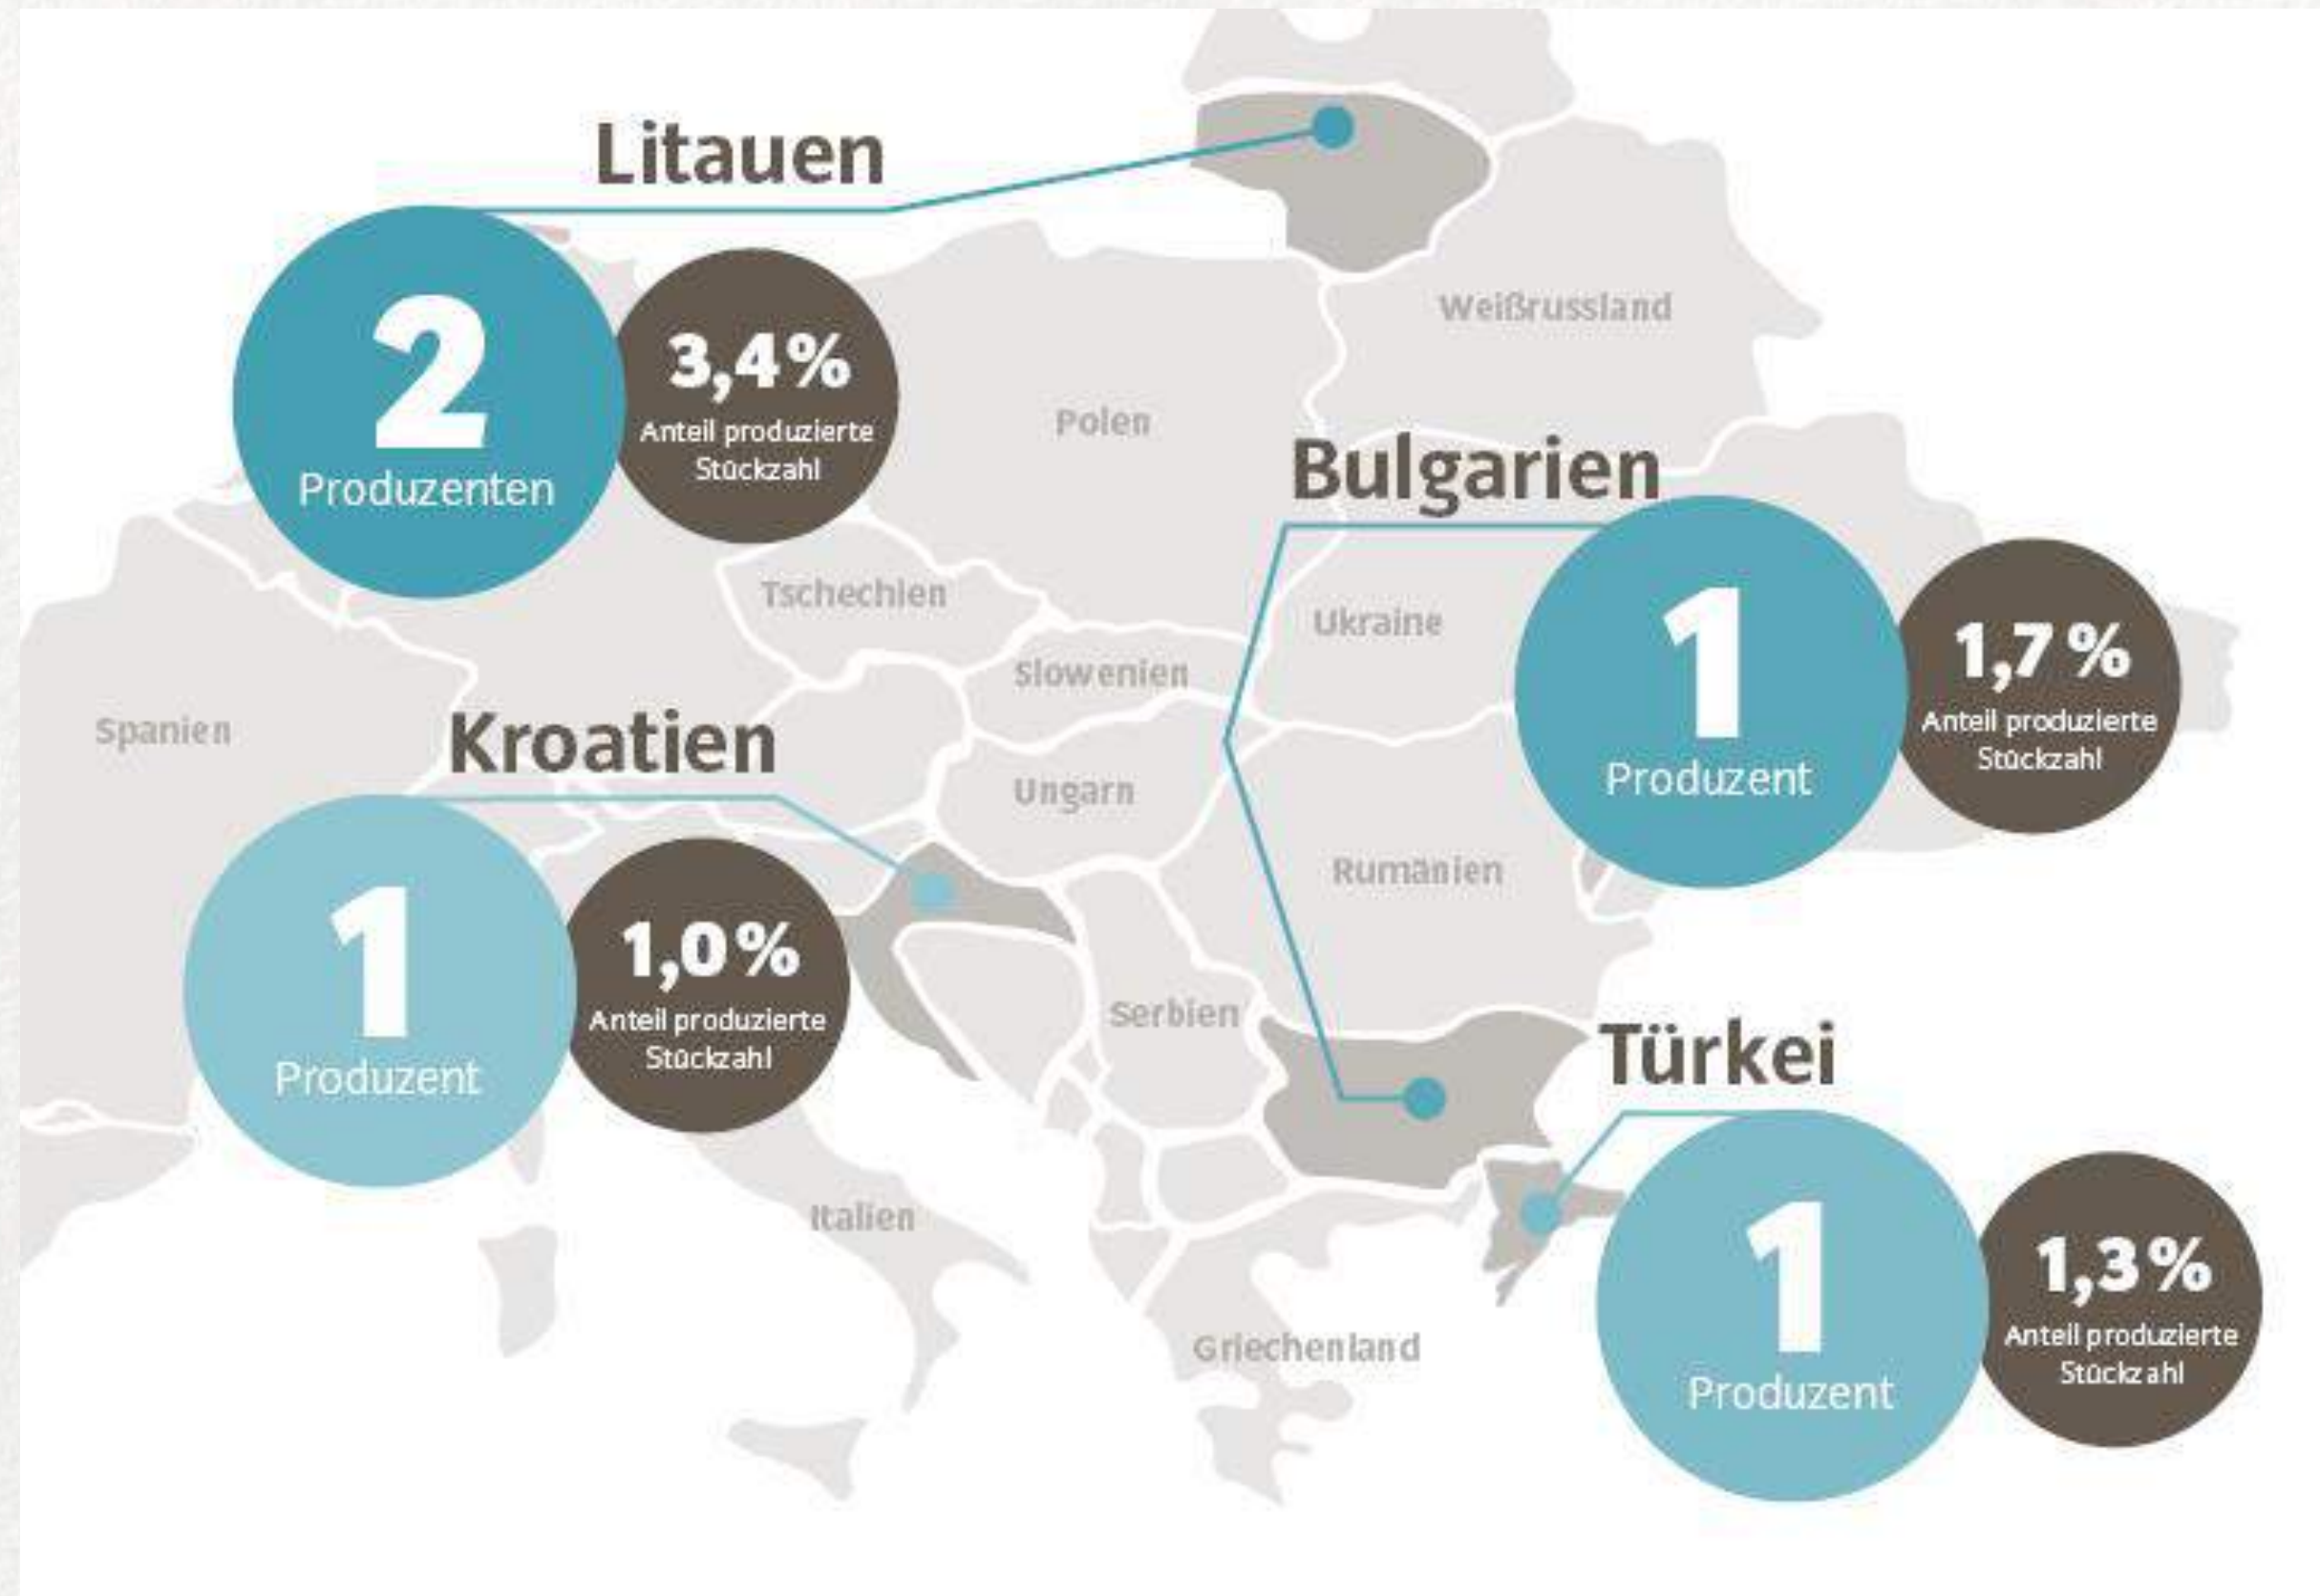 Litauen
2
Produzenten
3,4%
Anteil produzierte
Stückzahl
Weißrussland
Polen
Bulgarien
1
Produzent
1,7%
Anteil produzierte
Stückzahl
Tschechien
Ukraine
Slowenien
Spanien
Kroatien
1
Produzent
1,0%
Anteil produzierte
Stückzahl
Ungarn
Rumänien
Serbien
Türkei
1
Produzent
1,3%
Anteil produzierte
Stückzahl
Italien
Griechenland